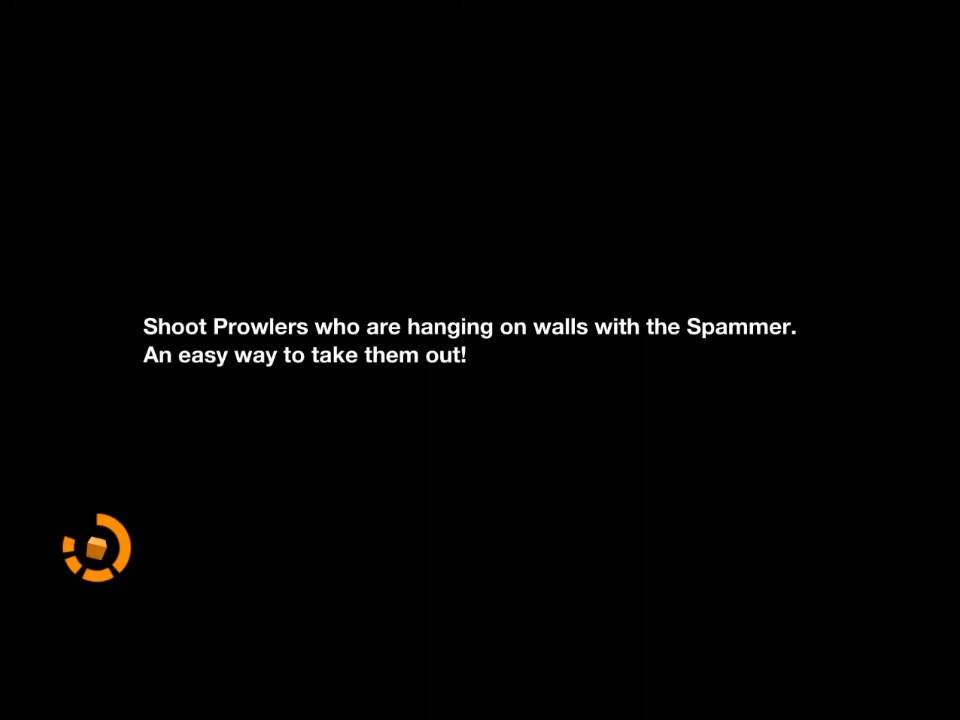 Shoot Prowlers who are hanging on walls with the Spammer.
An easy way to take them out!